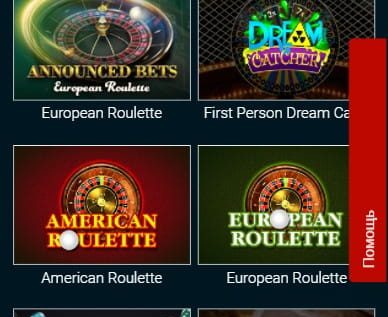 DREAM
CATCHER
ANNOUNCED BETS
European Roulette
European Roulette
First Person Dream Ca
AMERICAN
ROULETTE
EUROPEAN
ROULETTE
Помощь
American Roulette
European Roulette